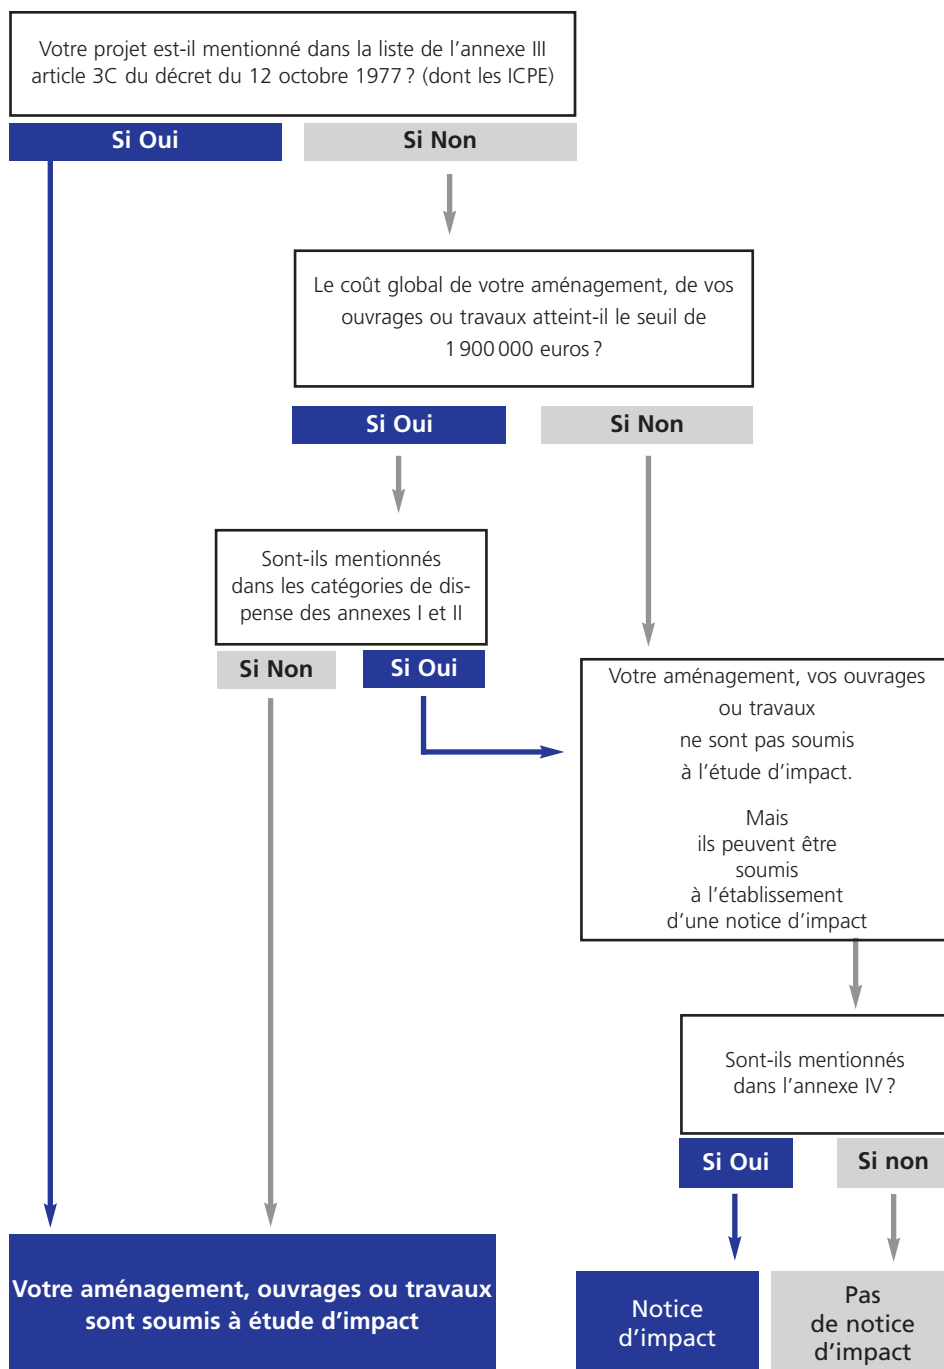 Votre projet est-il mentionné dans la liste de l’annexe III
article 3C du décret du 12 octobre 1977 ? (dont les ICPE)
Si Oui
Si Non
Le coût global de votre aménagement, de vos
ouvrages ou travaux atteint-il le seuil de
1 900 000 euros ?
Si Oui
Si Non
Sont-ils mentionnés
dans les catégories de dis-
pense des annexes I et II
Si Non
Si Oui
Votre aménagement, vos ouvrages
ou travaux
ne sont pas soumis
à l’étude d’impact.
Mais
ils peuvent être
soumis
à l’établissement
d’une notice d’impact
Sont-ils mentionnés
dans l’annexe IV ?
Si Oui
Si non
Votre aménagement, ouvrages ou travaux
sont soumis à étude d’impact
Notice
d’impact
Pas
de notice
d’impact